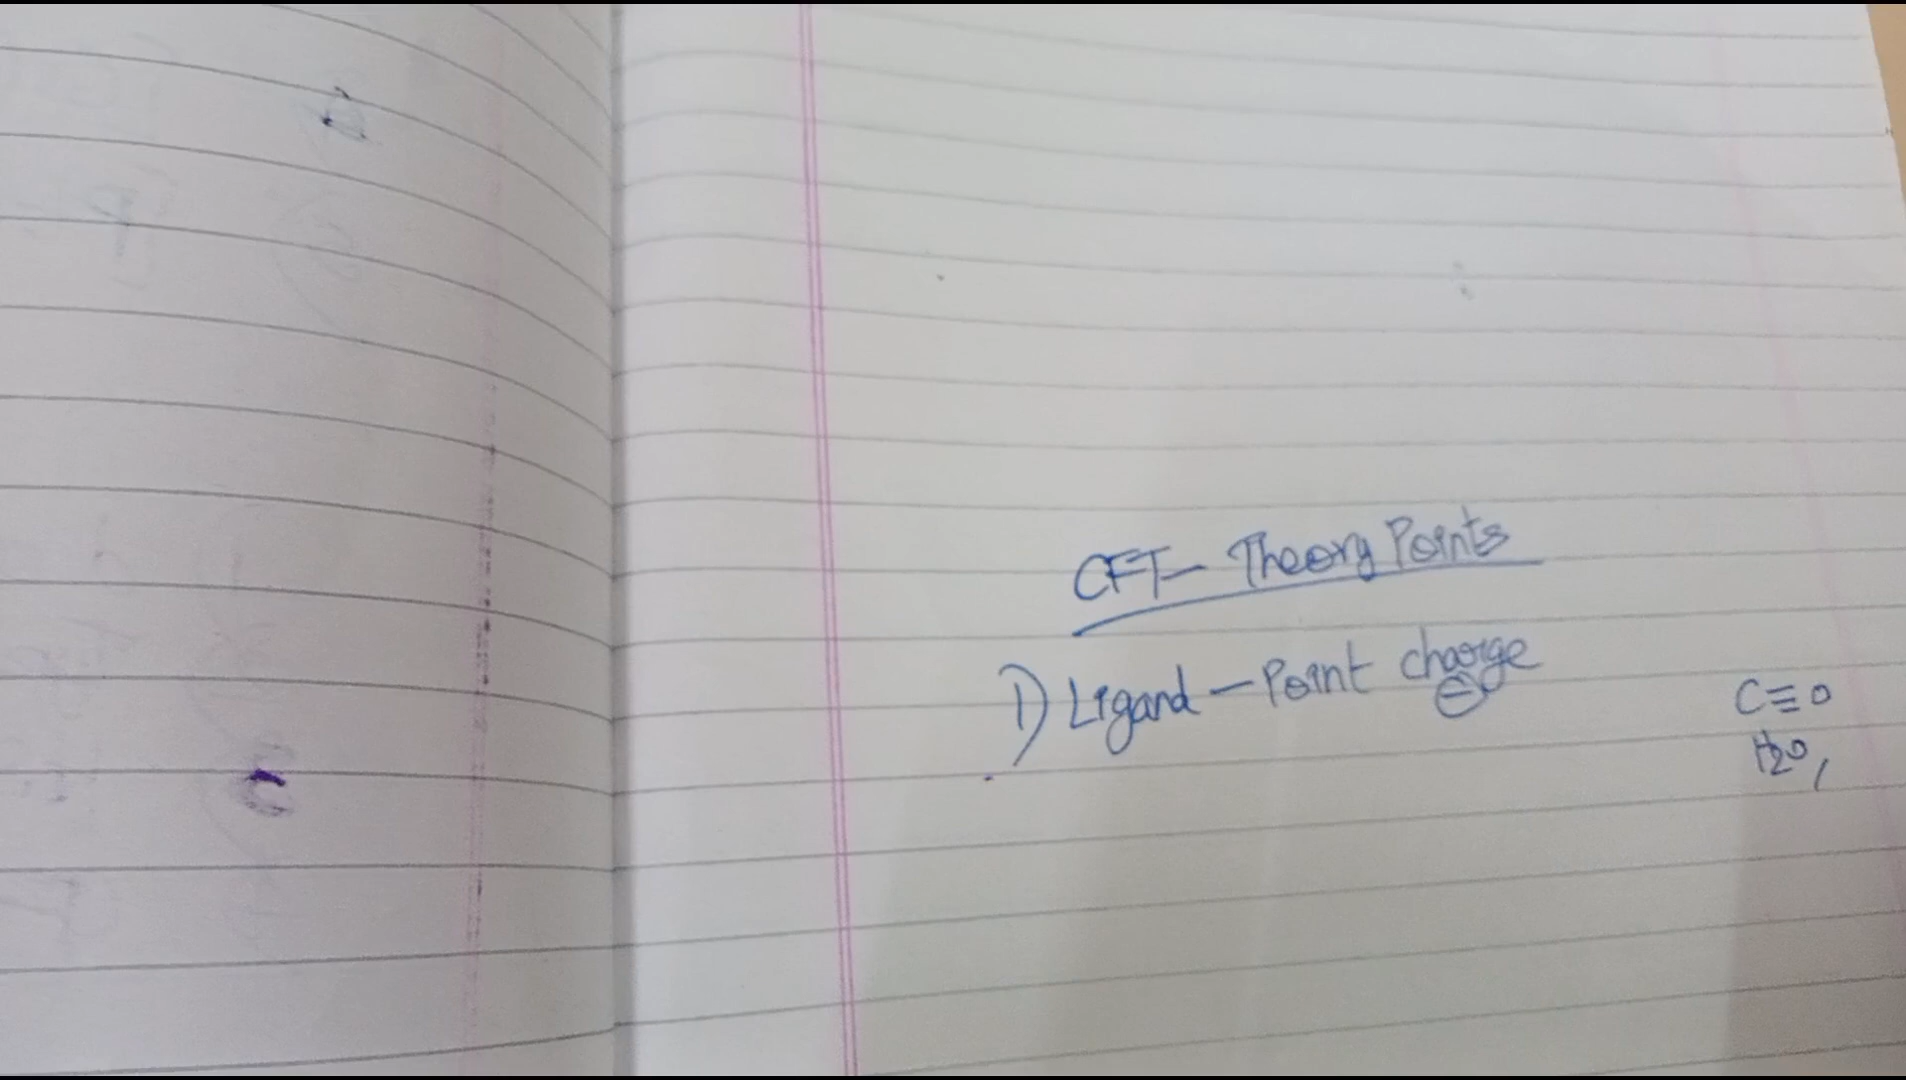 CFT- Theory Points
1) Ligand - Point charge
⊖
C≡O
H2O,